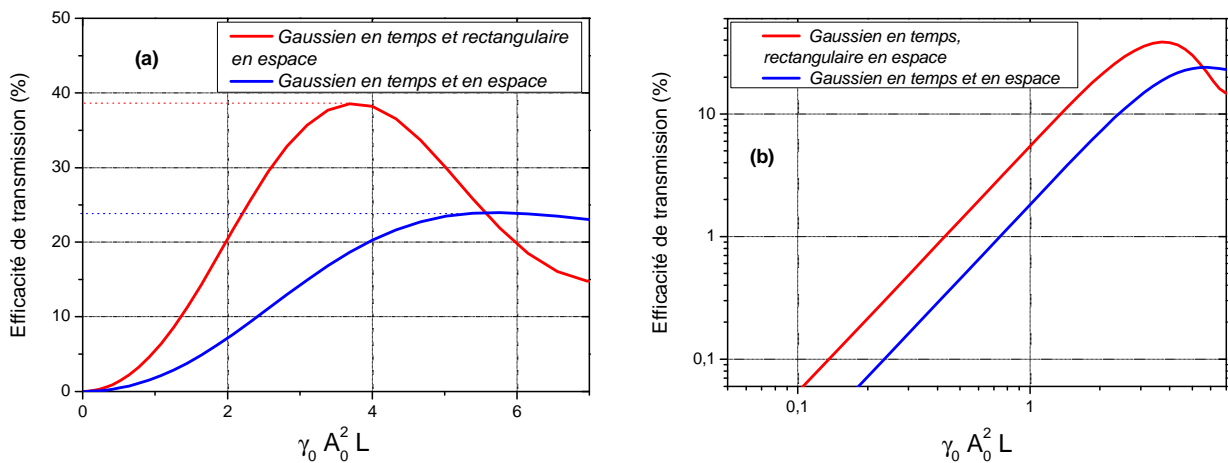 50
40
30
20
10
0
0
2
4
6
Efficacité de transmission (%)
γ₀ A₀² L
(a)
Gaussien en temps et rectangulaire
en espace
Gaussien en temps et en espace
10
1
0,1
0,1
1
Efficacité de transmission (%)
γ₀ A₀² L
(b)
Gaussien en temps,
rectangulaire en espace
Gaussien en temps et en espace